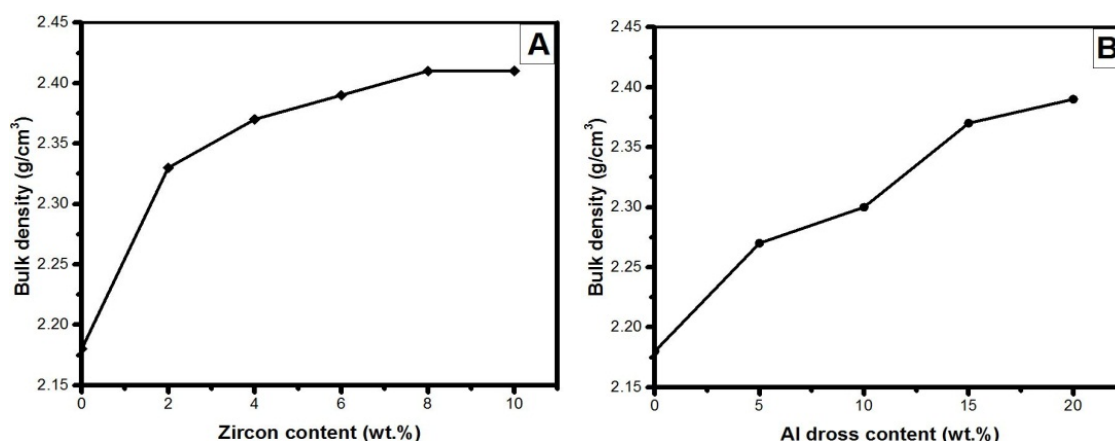 A
2.45
2.40
2.35
2.30
2.25
2.20
2.15
Bulk density (g/cm³)
0 2 4 6 8 10
Zircon content (wt.%)
B
2.45
2.40
2.35
2.30
2.25
2.20
2.15
Bulk density (g/cm³)
0 5 10 15 20
Al dross content (wt.%)